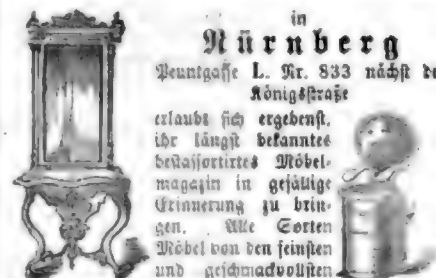 in
Nürnberg
Peuntgasse L. Nr. 833 nächst de
Königsstraße
erlaubt sich ergebenst,
ihr längst bekanntes
bestassortirtes Möbel-
magazin in gefällige
Erinnerung zu brin-
gen. Alle Sorten
Möbel von den feinsten
und geschmackvollsten